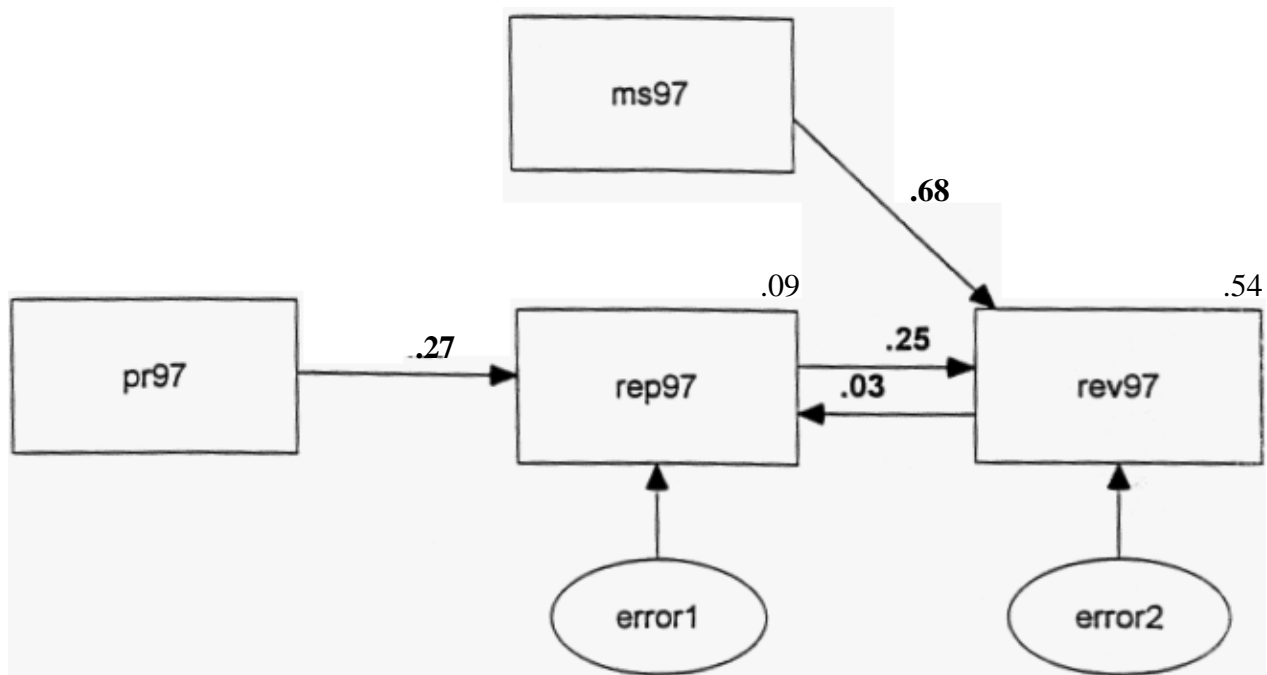 ms97
.68
.09
.54
.27
.25
pr97
rep97
.03
rev97
error1
error2